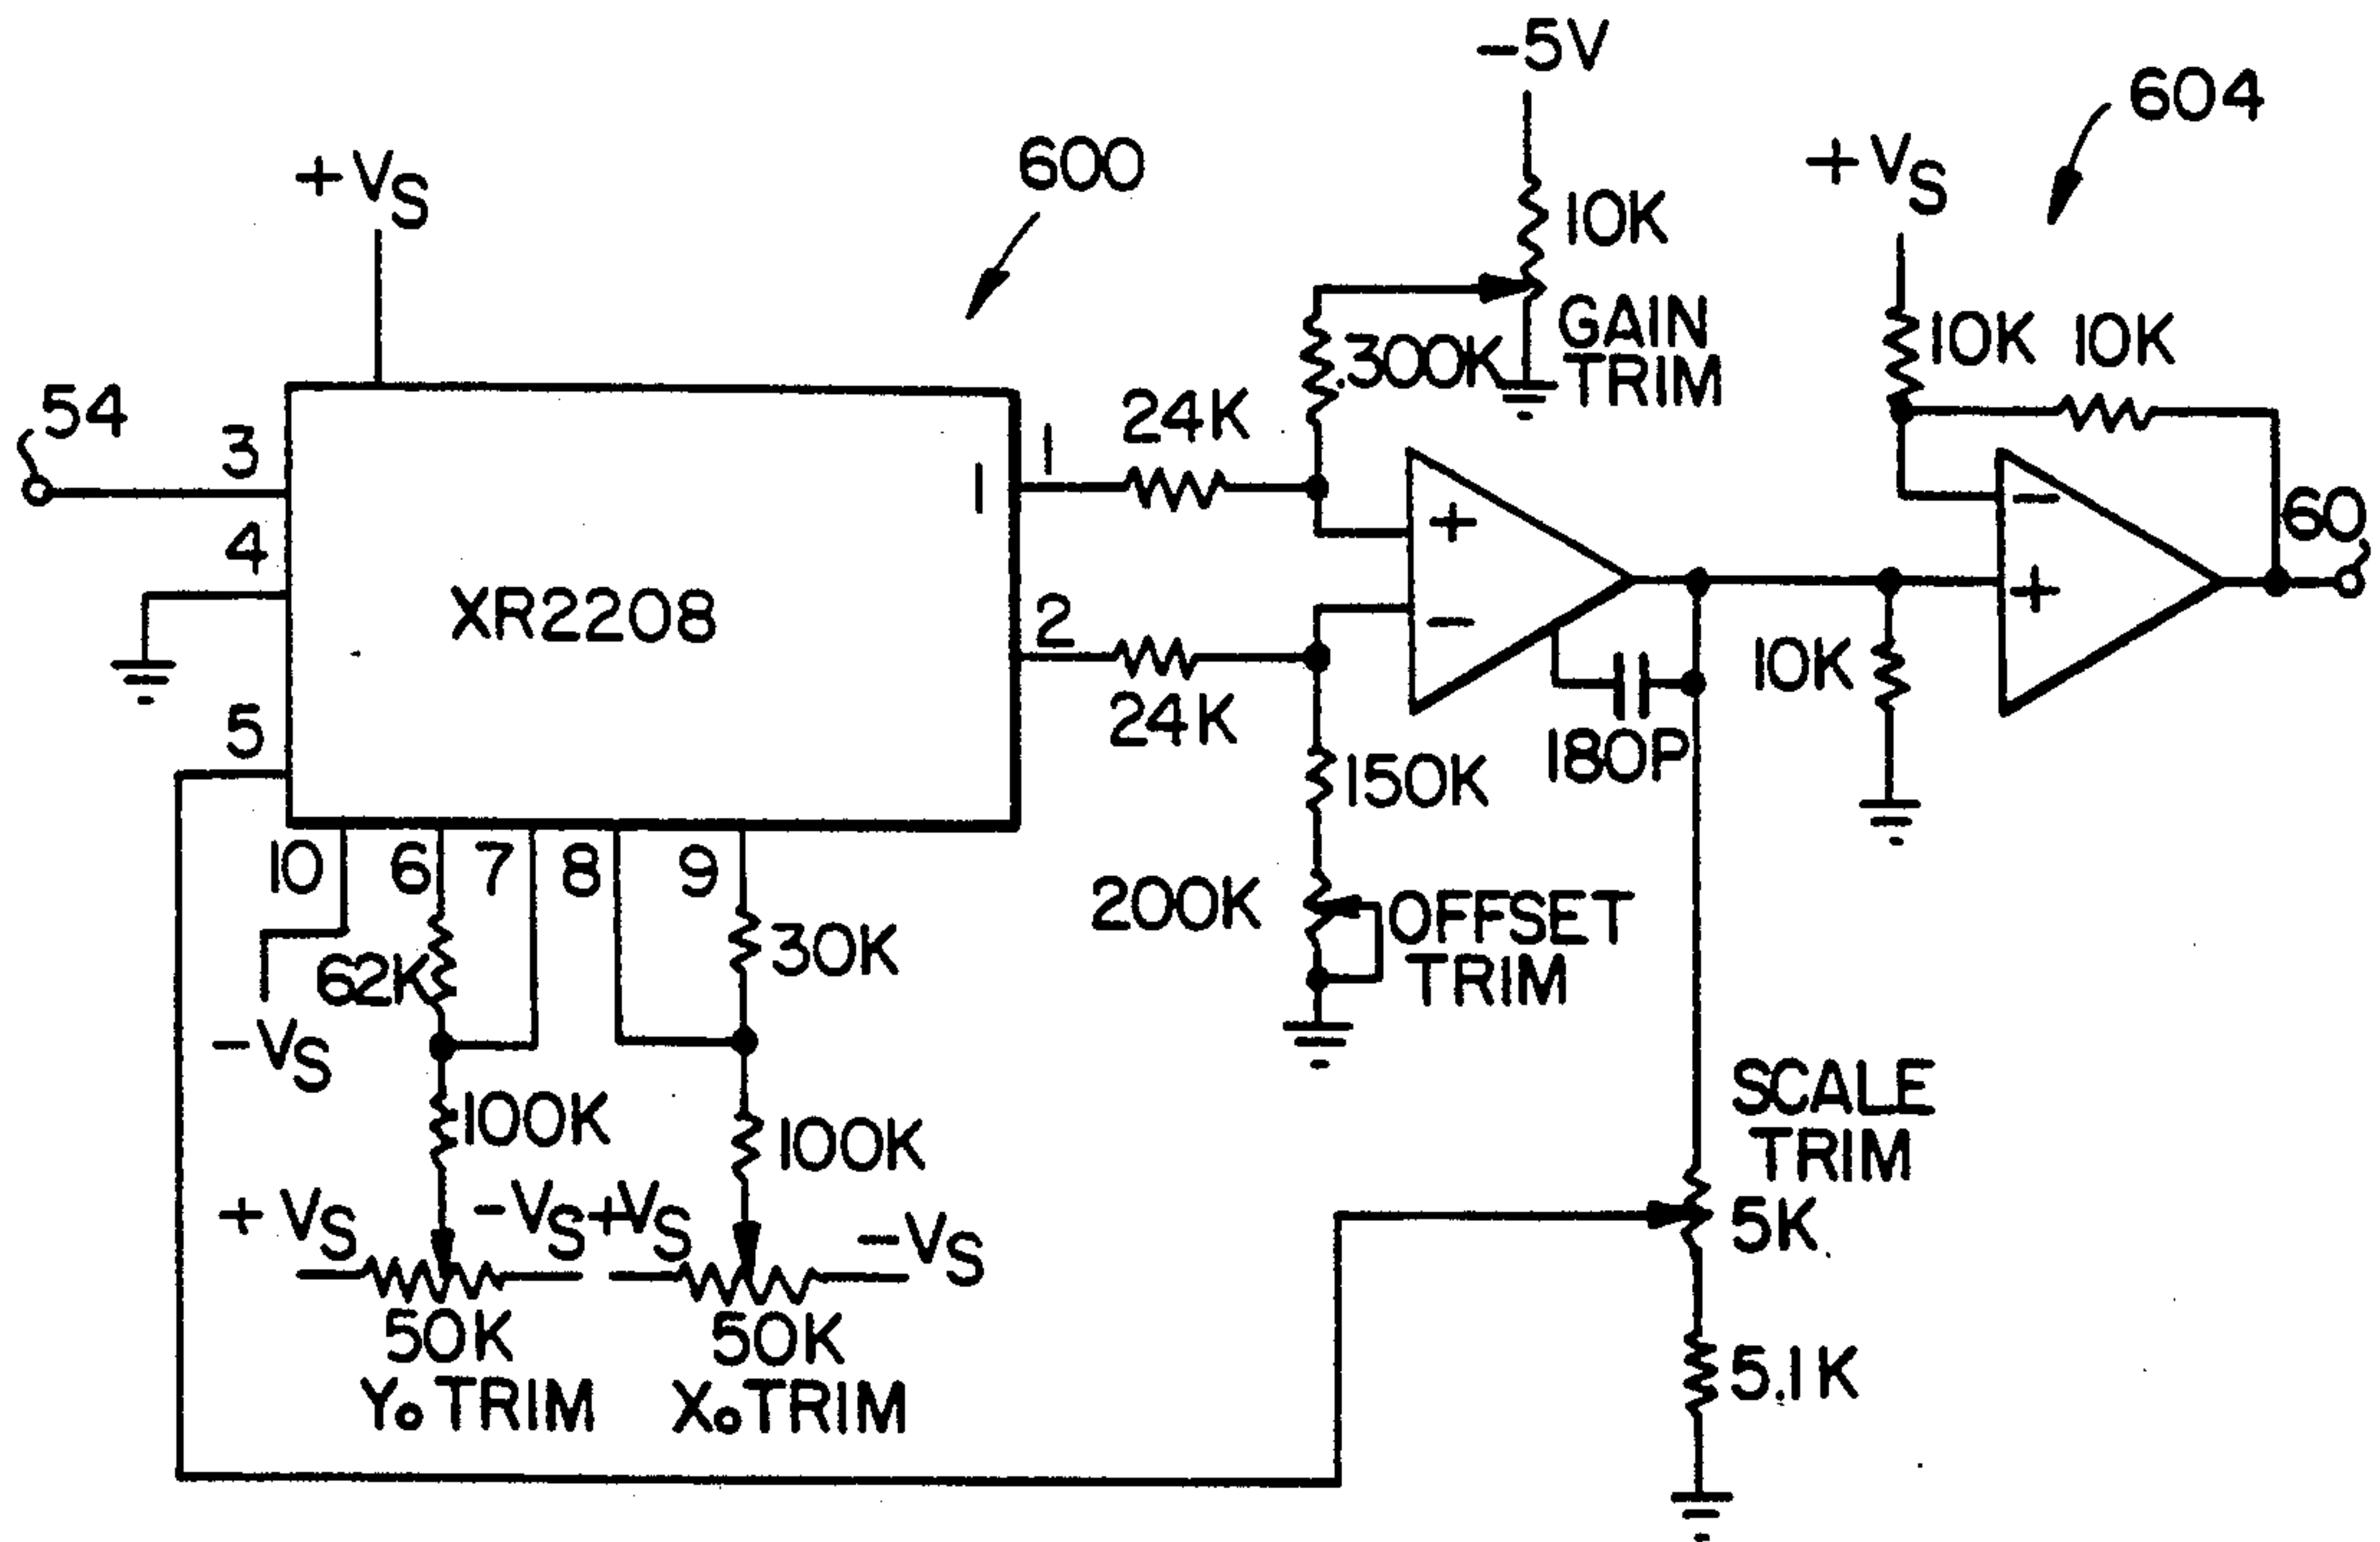 -5V
604
+VS
600
+VS
10K
GAIN
TRIM
10K 10K
.300K
54
3
24K
1
1
60
4
+
-
-
+
XR2208
2
10K
24K
5
180P
150K
10
6
7
8
9
200K
OFFSET
TRIM
30K
62K
-VS
SCALE
TRIM
5K
100K
100K
+VS
-VS
+VS
-VS
50K
Yo TRIM
50K
Xo TRIM
5.1K